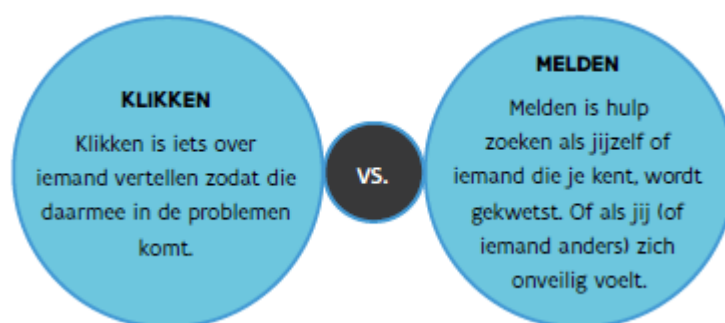 KLIKKEN
Klikken is iets over
iemand vertellen zodat die
daarmee in de problemen
komt.
VS.
MELDEN
Melden is hulp
zoeken als jijzelf of
iemand die je kent, wordt
gekwetst. Of als jij (of
iemand anders) zich
onveilig voelt.